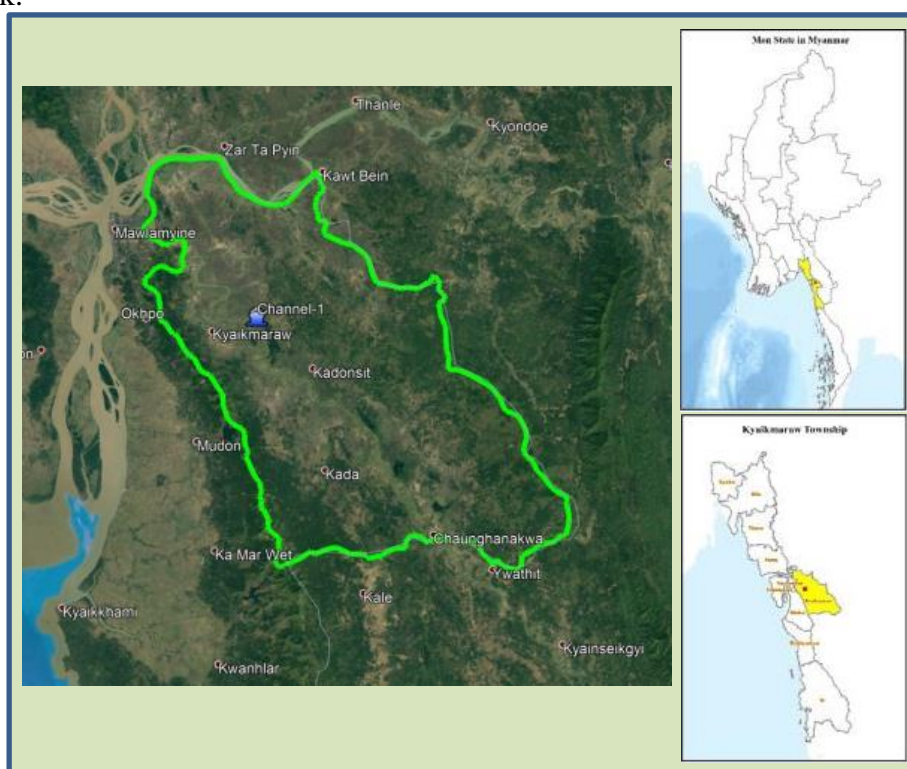 k.
Thanle
Kyondoe
Zar Ta Pyin
Kawt Bein
Mawlamyine
Channel-1
Okhpo
Kyaikmaraw
Kadonsit
Mudon
Kada
Chaunghanakwa
Ka Mar Wet
Ywathit
Kale
Kyaikkhami
Kyainseikgyi
Kwanhlar
Mon State in Myanmar
Kyaikmaraw Township